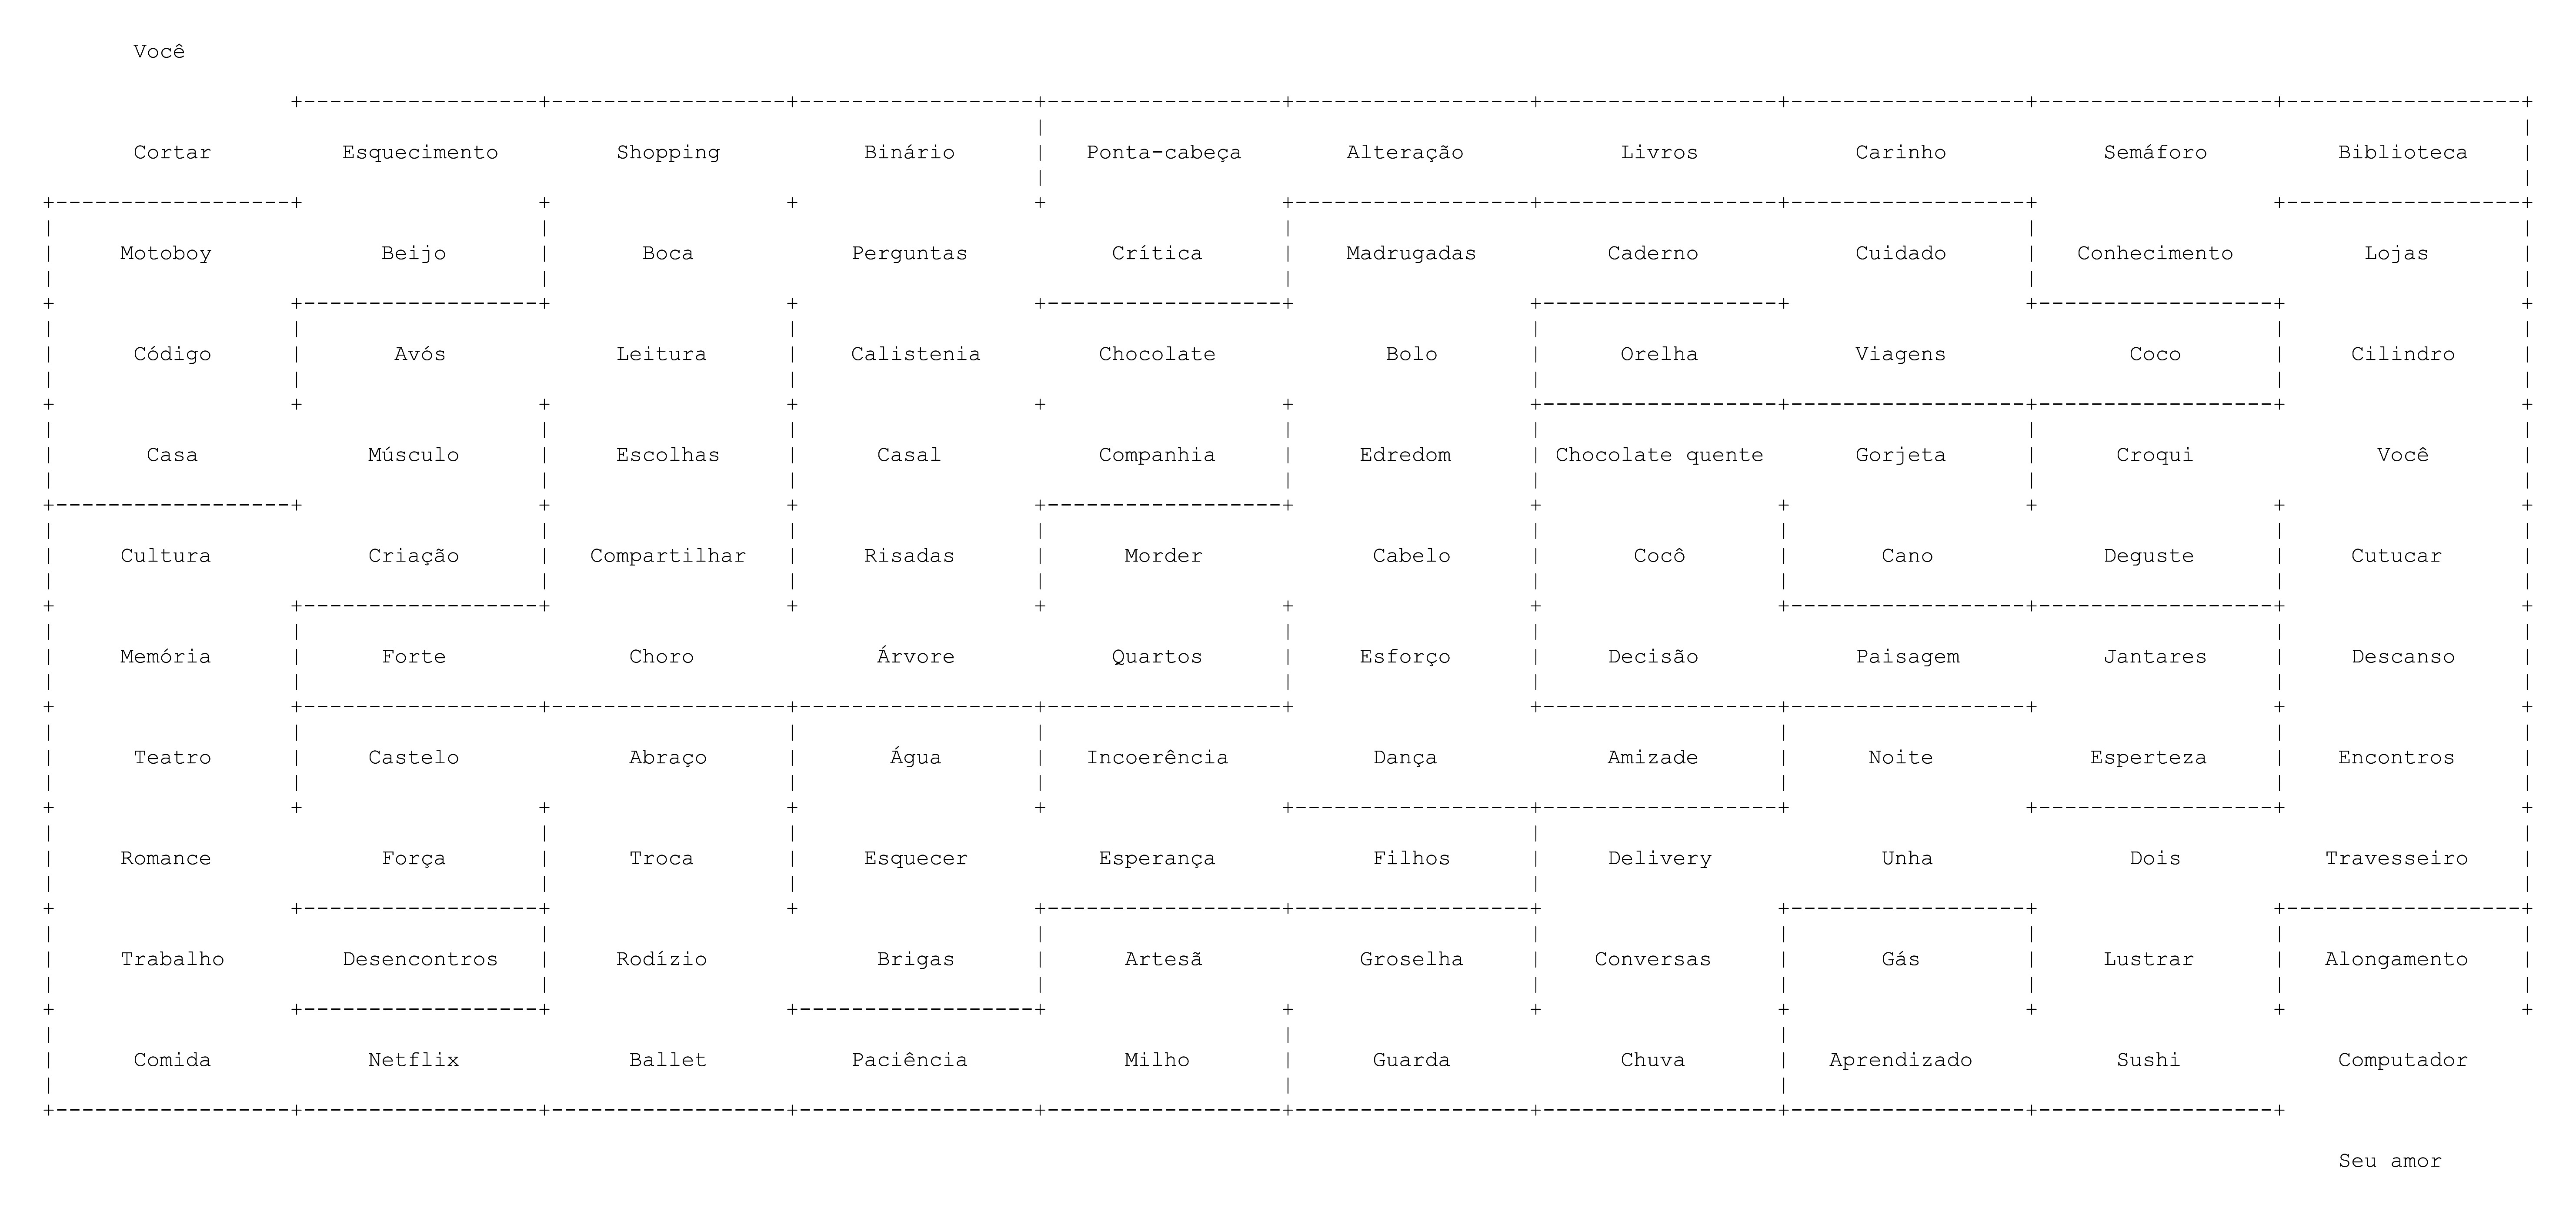 Você
Cortar Esquecimento Shopping Binário Ponta-cabeça Alteração Livros Carinho Semáforo Biblioteca
Motoboy Beijo Boca Perguntas Crítica Madrugadas Caderno Cuidado Conhecimento Lojas
Código Avós Leitura Calistenia Chocolate Bolo Orelha Viagens Coco Cilindro
Casa Músculo Escolhas Casal Companhia Edredom Chocolate quente Gorjeta Croqui Você
Cultura Criação Compartilhar Risadas Morder Cabelo Cocô Cano Deguste Cutucar
Memória Forte Choro Árvore Quartos Esforço Decisão Paisagem Jantares Descanso
Teatro Castelo Abraço Água Incoerência Dança Amizade Noite Esperteza Encontros
Romance Força Troca Esquecer Esperança Filhos Delivery Unha Dois Travesseiro
Trabalho Desencontros Rodízio Brigas Artesã Groselha Conversas Gás Lustrar Alongamento
Comida Netflix Ballet Paciência Milho Guarda Chuva Aprendizado Sushi Computador
Seu amor